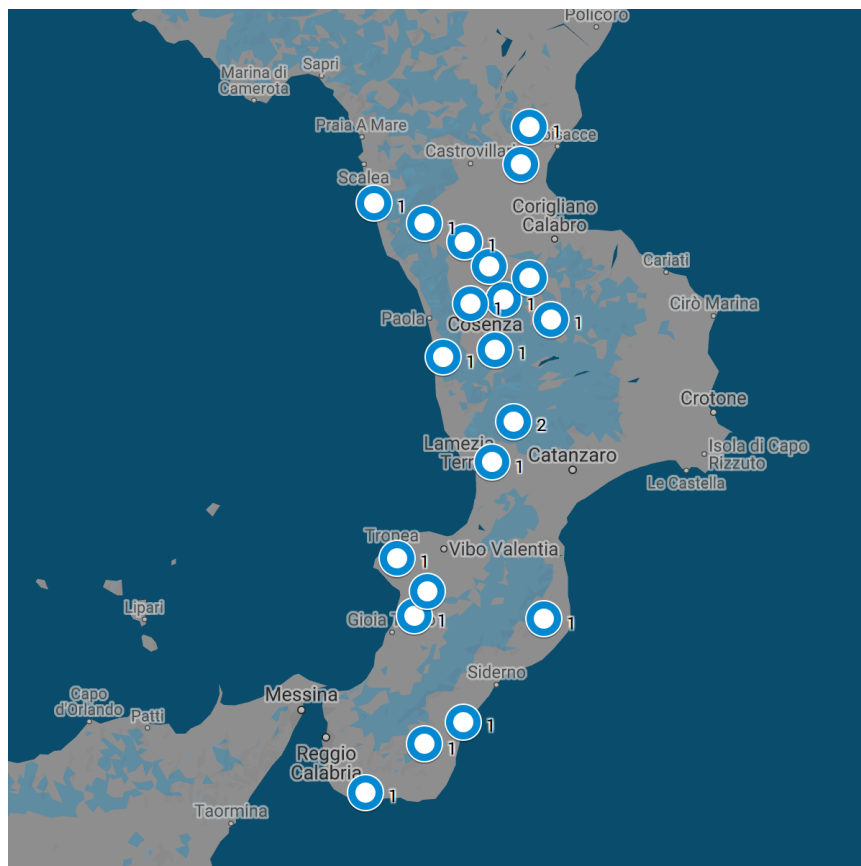 Policoro
Sapri
Marina di
Camerota
Praia A Mare
1
Castrovillari
Scalea
1
Corigliano
Calabro
1
1
Cariati
1
1
Cirò Marina
Paola
1
Cosenza
1
1
Crotone
2
Lamezia
Isola di Capo
Rizzuto
Catanzaro
1
Le Castella
Tropea
Vibo Valentia
1
Lipari
Gioia
1
1
Siderno
Messina
Capo
d'Orlando
Patti
1
1
Reggio
Calabria
1
Taormina